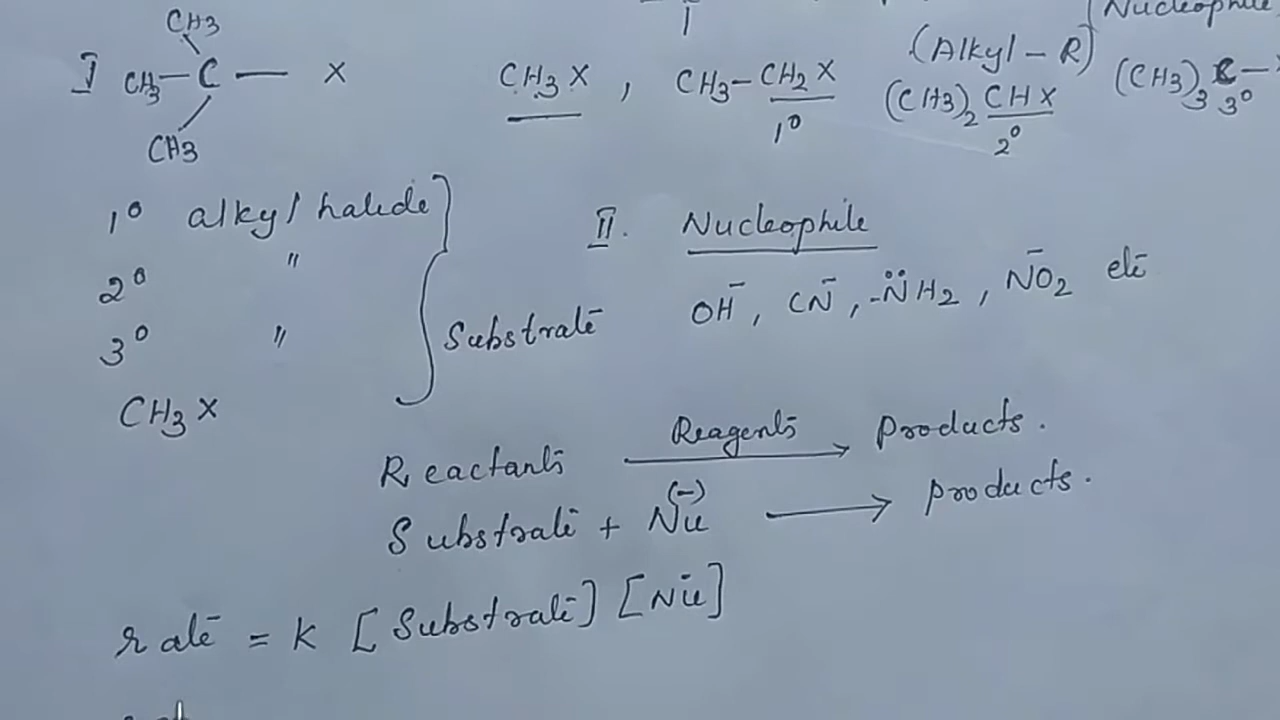 I
Nucleophile
(Alkyl - R)
CH3
I CH3 - C - X
CH3
CH3X , CH3 - CH2X (CH3)2 CHX (CH3)3 C -
1° 2° 3°
1° alkyl halide
2° "
3° "
CH3X
Substrate
II. Nucleophile
OH⁻, CN⁻, -N̈H2, N̄O2 etc
Reactants Reagents → Products.
Substrate + Nu(-) → products.
rate = K [Substrate] [Nu⁻]